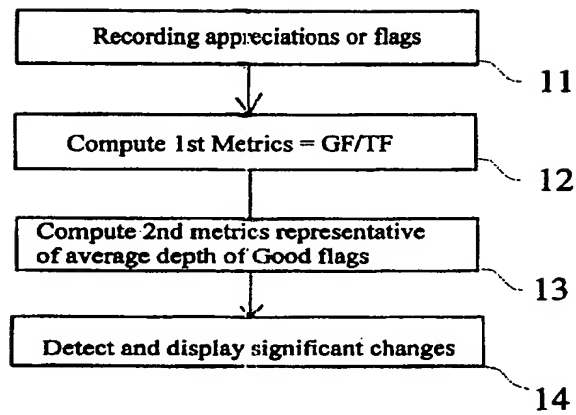 Recording appreciations or flags
11
Compute 1st Metrics = GF/TF
12
Compute 2nd metrics representative
of average depth of Good flags
13
Detect and display significant changes
14